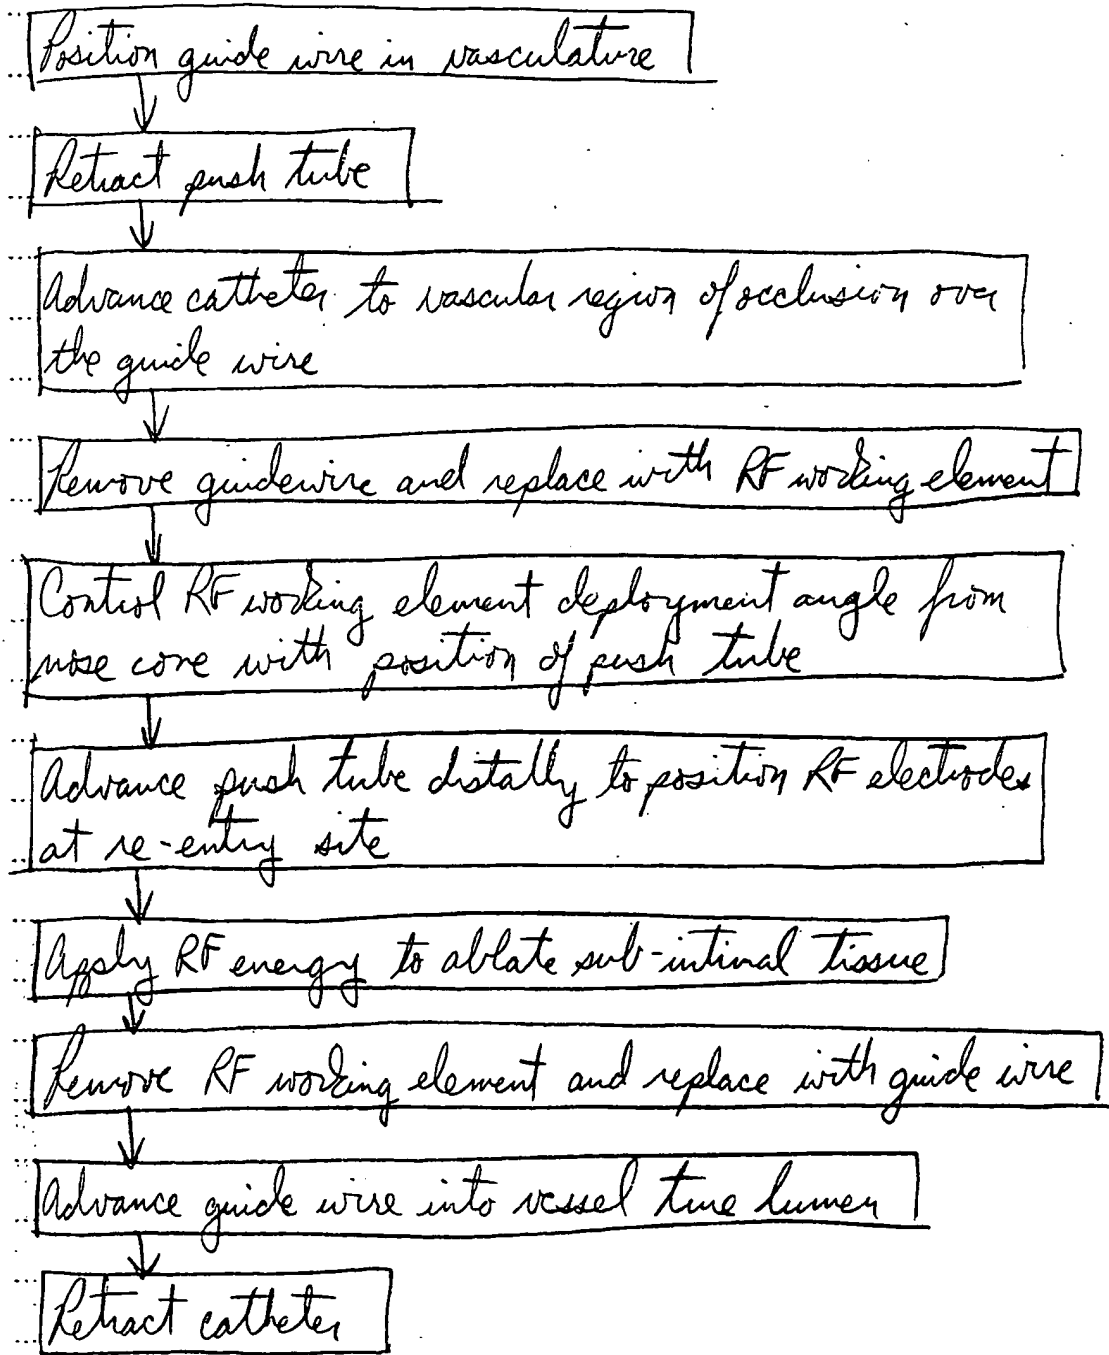 Position guide wire in vasculature
Retract push tube
Advance catheter to vascular region of occlusion over
the guide wire
Remove guidewire and replace with RF working element
Control RF working element deployment angle from
nose cone with position of push tube
Advance push tube distally to position RF electrodes
at re-entry site
Apply RF energy to ablate sub-intimal tissue
Remove RF working element and replace with guide wire
Advance guide wire into vessel true lumen
Retract catheter